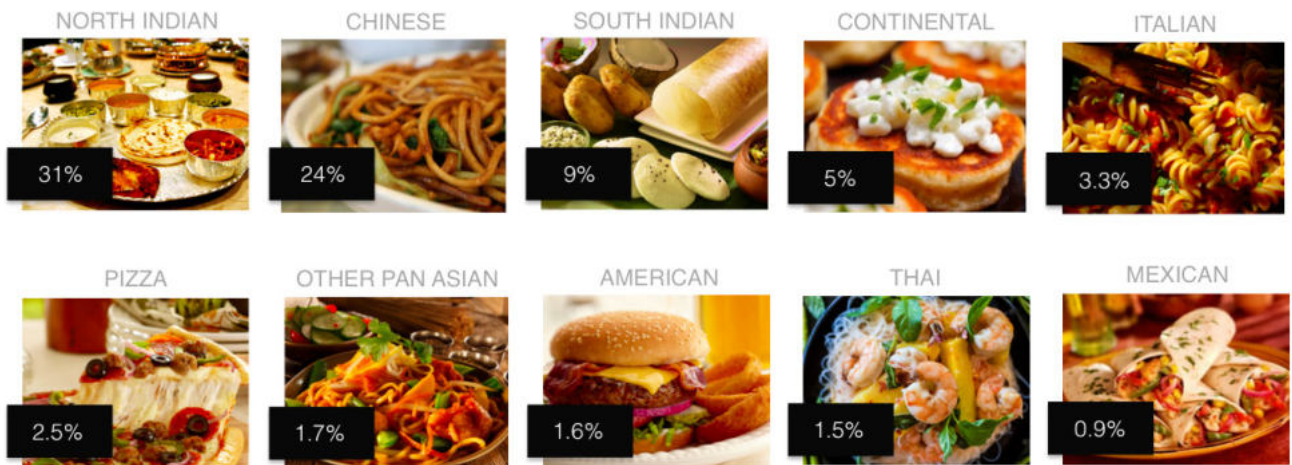 NORTH INDIAN
CHINESE
SOUTH INDIAN
CONTINENTAL
ITALIAN
31%
24%
9%
5%
3.3%
PIZZA
OTHER PAN ASIAN
AMERICAN
THAI
MEXICAN
2.5%
1.7%
1.6%
1.5%
0.9%